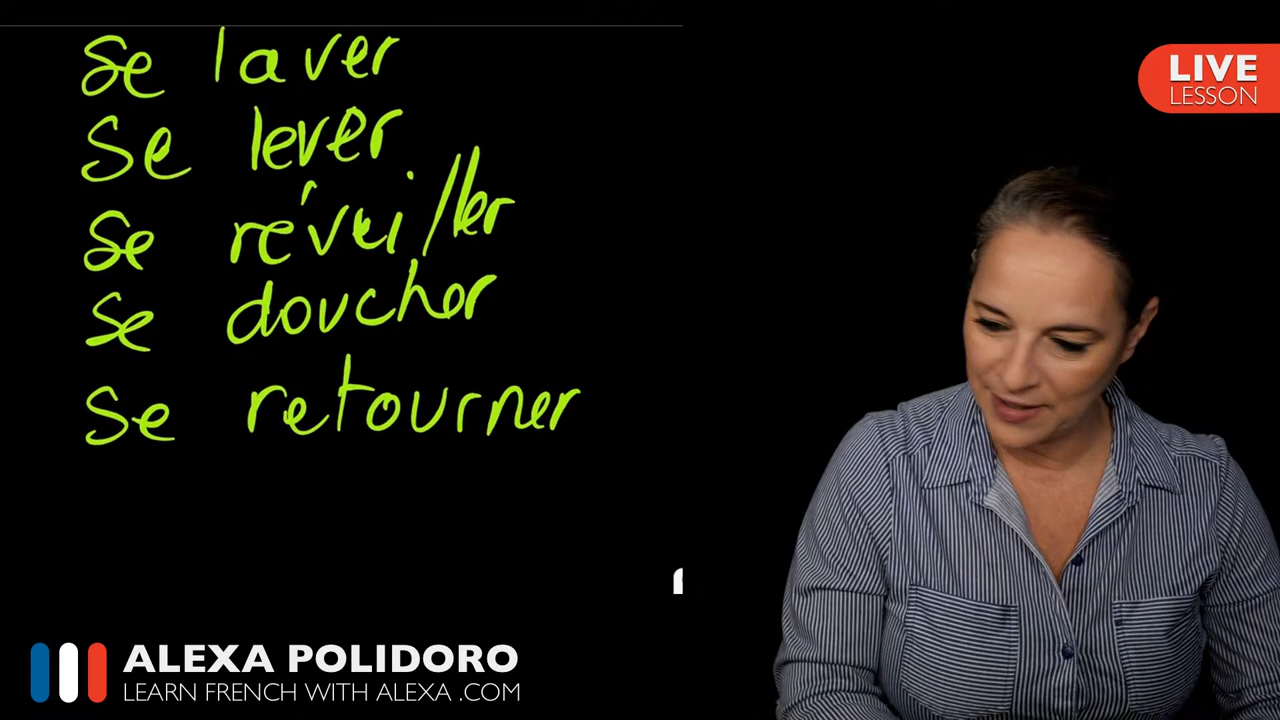 se laver
se lever
se réveiller
se doucher
se retourner
LIVE
LESSON
ALEXA POLIDORO
LEARN FRENCH WITH ALEXA .COM